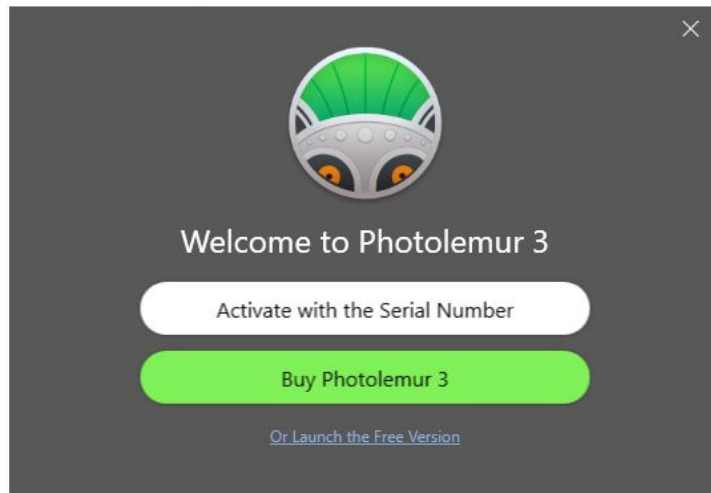 Welcome to Photolemur 3
Activate with the Serial Number
Buy Photolemur 3
Or Launch the Free Version